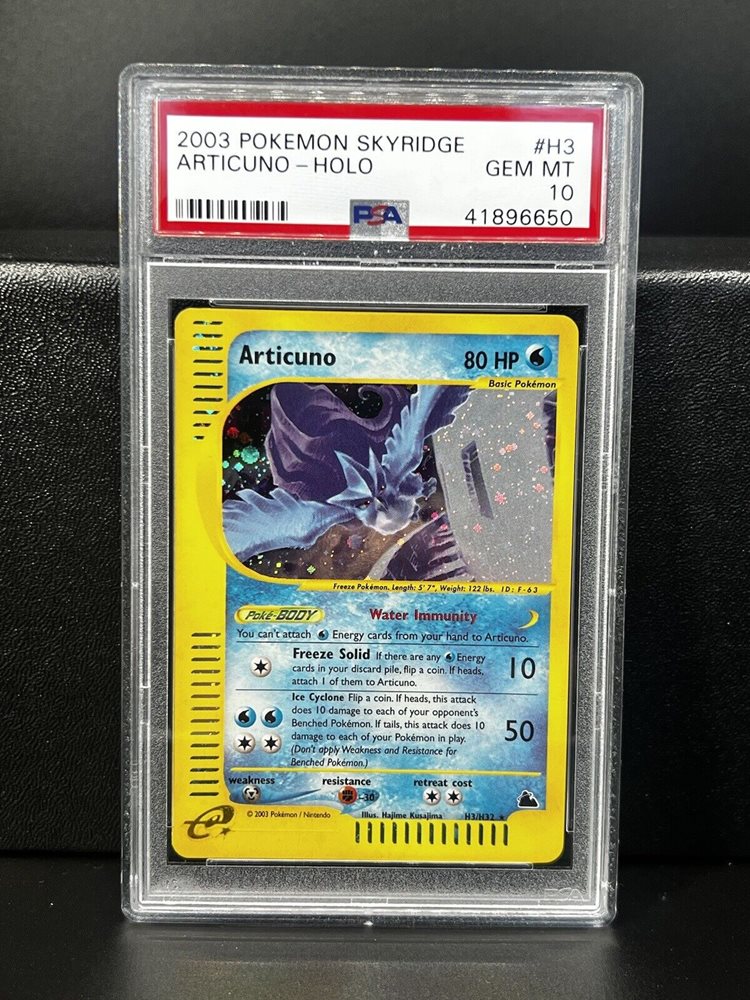 2003 POKEMON SKYRIDGE #H3
ARTICUNO - HOLO GEM MT
10
PSA 41896650
Articuno 80 HP
Basic Pokémon
Freeze Pokémon. Length: 5' 7", Weight: 122 lbs. ID: F-63
Poké-BODY Water Immunity
You can't attach Energy cards from your hand to Articuno.
Freeze Solid If there are any Energy
cards in your discard pile, flip a coin. If heads,
attach 1 of them to Articuno.
10
Ice Cyclone Flip a coin. If heads, this attack
does 10 damage to each of your opponent's
Benched Pokémon. If tails, this attack does 10
damage to each of your Pokémon in play.
(Don't apply Weakness and Resistance for
Benched Pokémon.)
50
weakness resistance retreat cost
-30
e
© 2003 Pokémon / Nintendo Illus. Hajime Kusajima H3/H32 ★
PSA